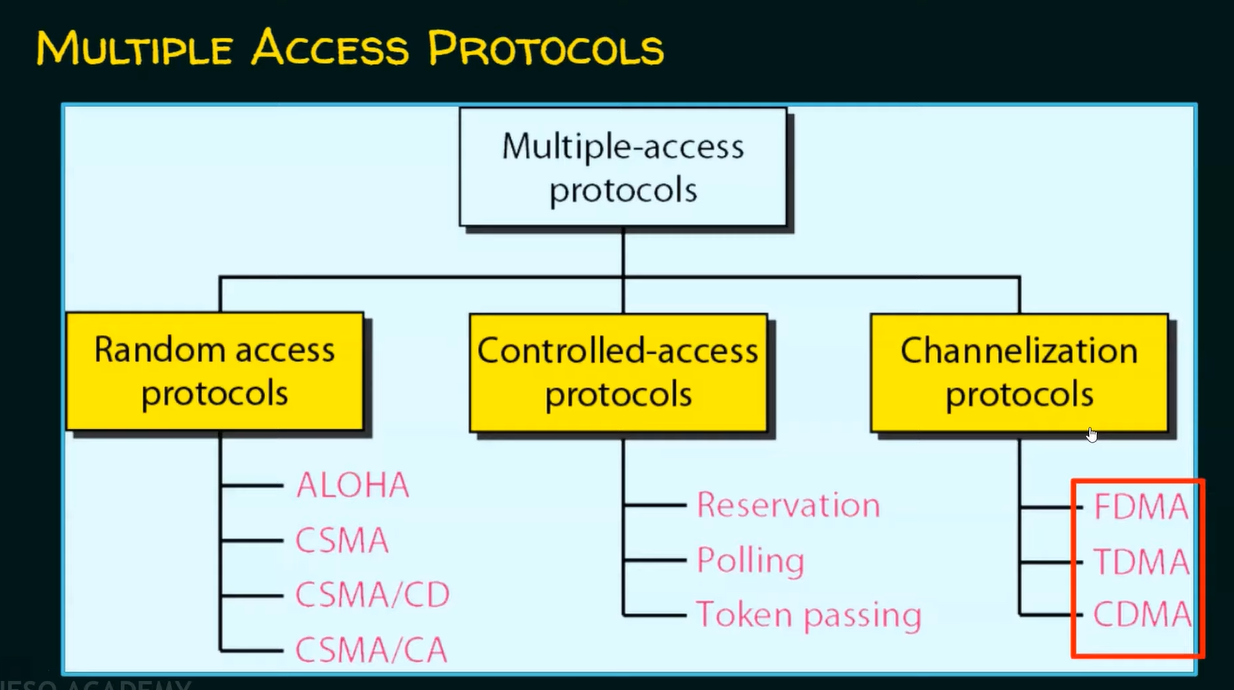 MULTIPLE ACCESS PROTOCOLS
Multiple-access
protocols
Random access
protocols
ALOHA
CSMA
CSMA/CD
CSMA/CA
Controlled-access
protocols
Reservation
Polling
Token passing
Channelization
protocols
FDMA
TDMA
CDMA
ACADEMY